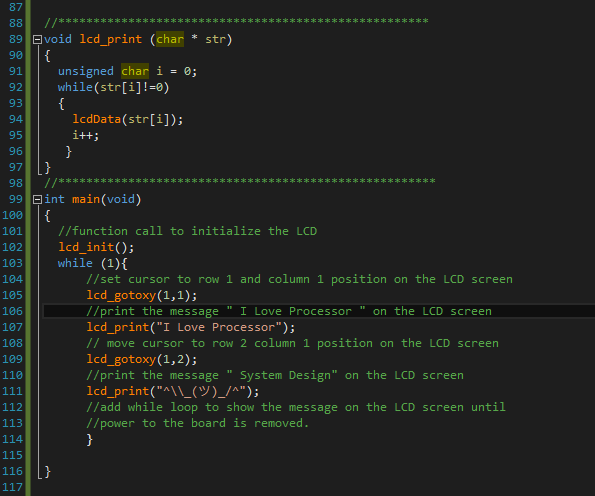 87
88 //*****************************************************
89 void lcd_print (char * str)
90 {
91 unsigned char i = 0;
92 while(str[i]!=0)
93 {
94 lcdData(str[i]);
95 i++;
96 }
97 }
98 //******************************************************
99 int main(void)
100 {
101 //function call to initialize the LCD
102 lcd_init();
103 while (1){
104 //set cursor to row 1 and column 1 position on the LCD screen
105 lcd_gotoxy(1,1);
106 //print the message " I Love Processor " on the LCD screen
107 lcd_print("I Love Processor");
108 // move cursor to row 2 column 1 position on the LCD screen
109 lcd_gotoxy(1,2);
110 //print the message " System Design" on the LCD screen
111 lcd_print("^\\_(ツ)_/^");
112 //add while loop to show the message on the LCD screen until
113 //power to the board is removed.
114 }
115
116 }
117